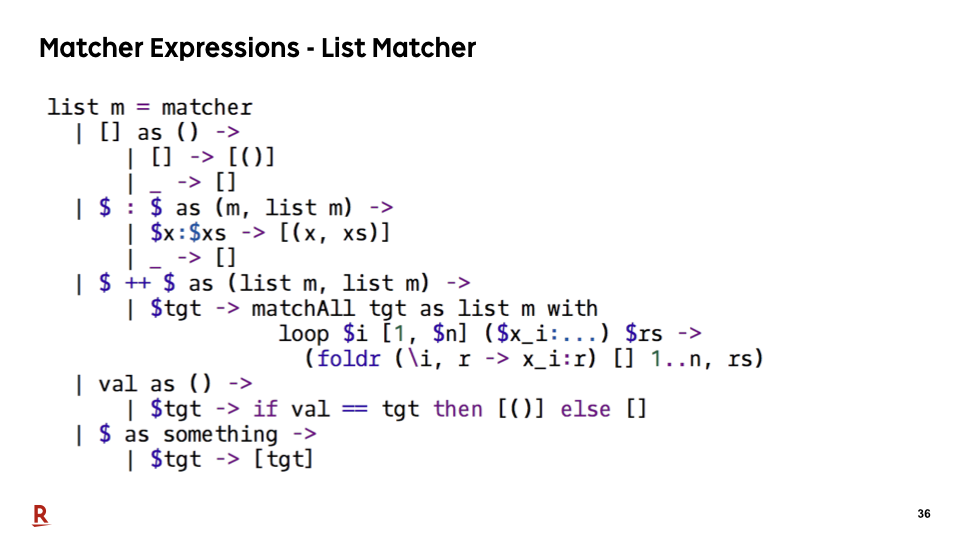 Matcher Expressions - List Matcher
list m = matcher
| [] as () ->
| [] -> [()]
| _ -> []
| $ : $ as (m, list m) ->
| $x:$xs -> [(x, xs)]
| _ -> []
| $ ++ $ as (list m, list m) ->
| $tgt -> matchAll tgt as list m with
loop $i [1, $n] ($x_i:...) $rs ->
(foldr (\i, r -> x_i:r) [] 1..n, rs)
| val as () ->
| $tgt -> if val == tgt then [()] else []
| $ as something ->
| $tgt -> [tgt]
R
36